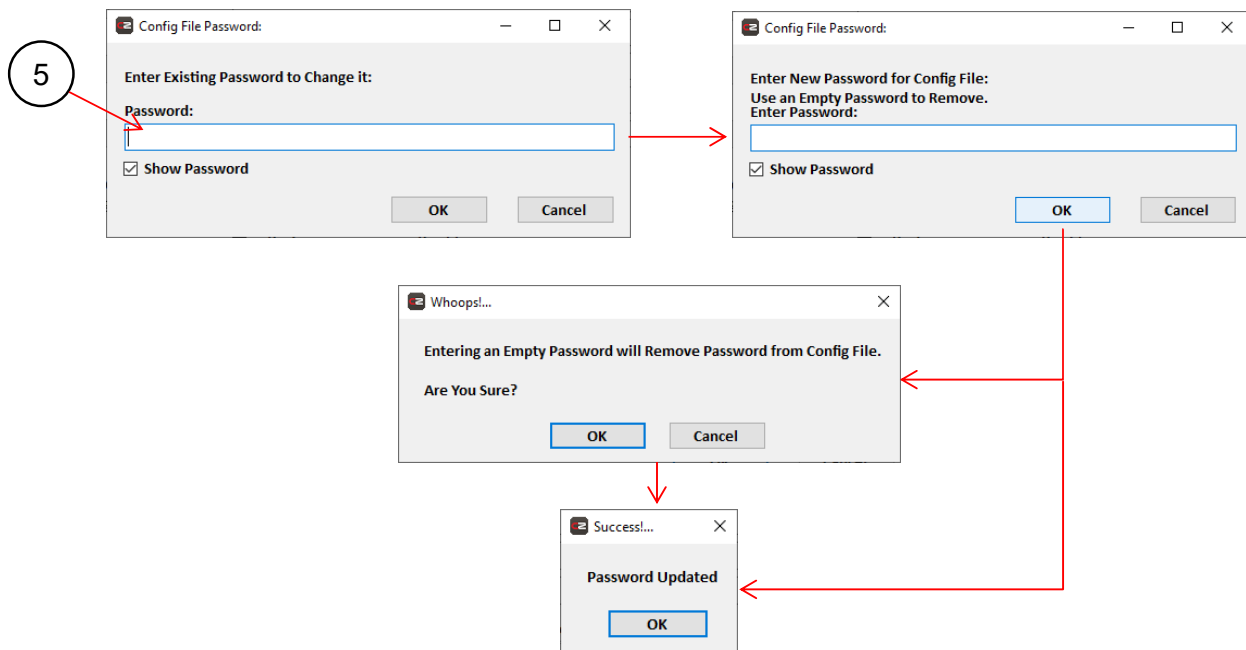 5
Config File Password:
Enter Existing Password to Change it:
Password:
Show Password
OK Cancel
Config File Password:
Enter New Password for Config File:
Use an Empty Password to Remove.
Enter Password:
Show Password
OK Cancel
Whoops!...
Entering an Empty Password will Remove Password from Config File.
Are You Sure?
OK Cancel
Success!...
Password Updated
OK